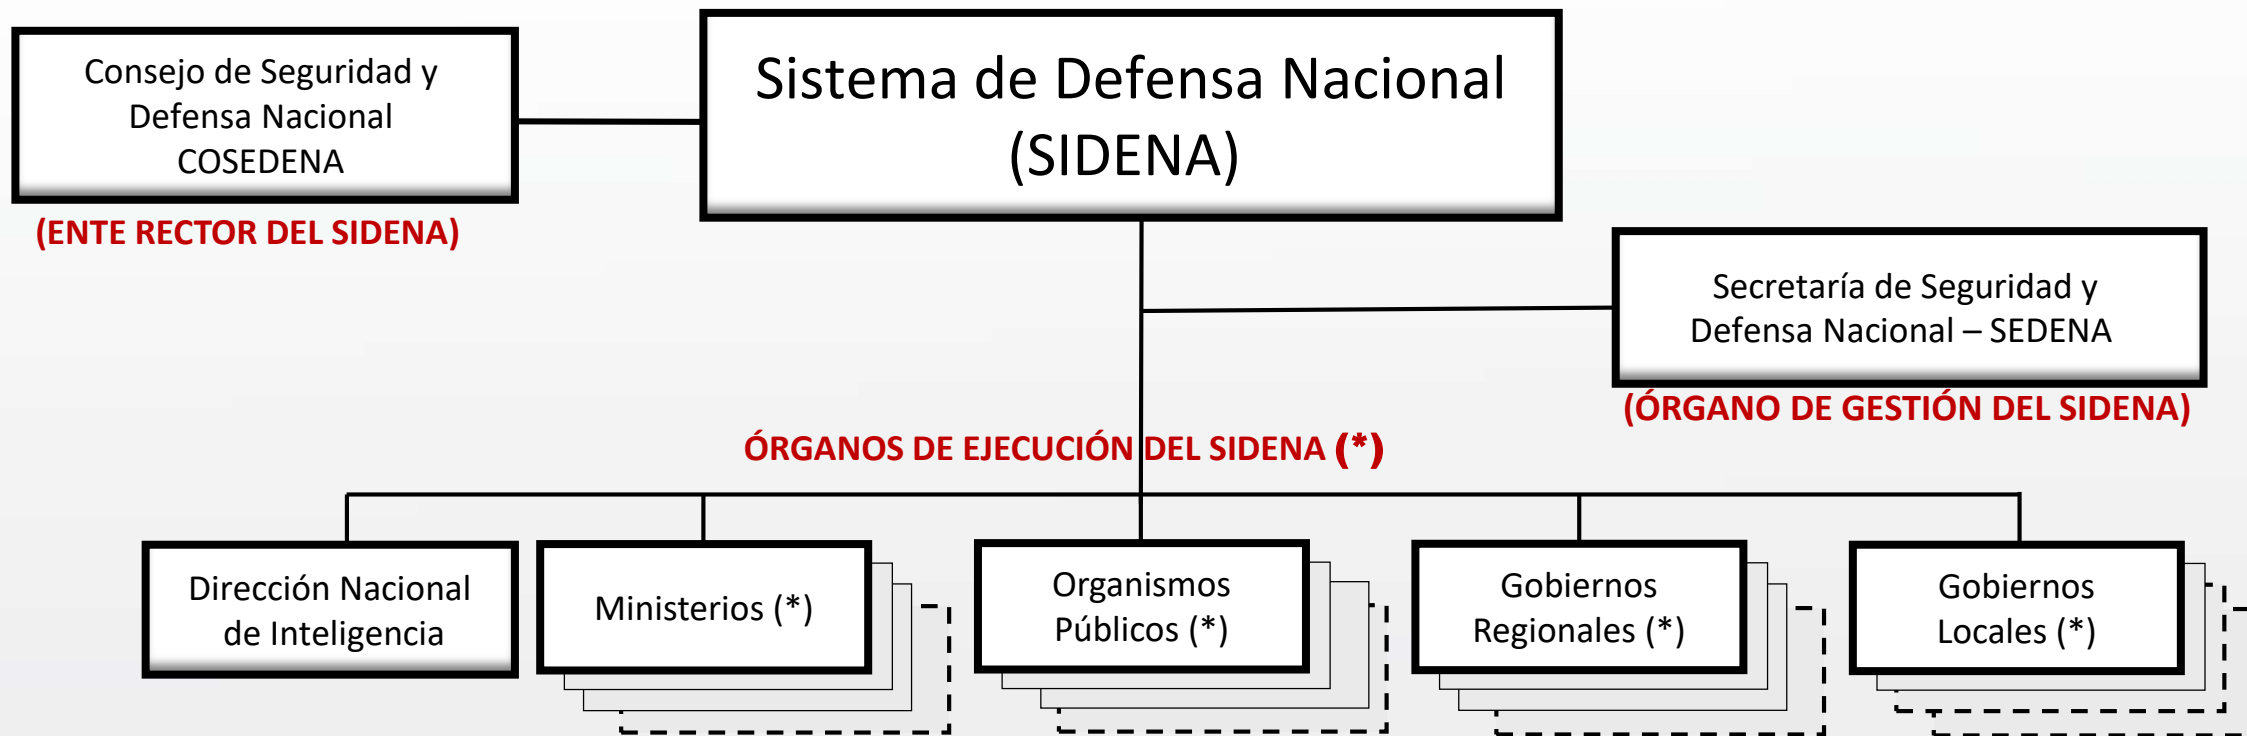 Consejo de Seguridad y
Defensa Nacional
COSEDENA
(ENTE RECTOR DEL SIDENA)
Sistema de Defensa Nacional
(SIDENA)
Secretaría de Seguridad y
Defensa Nacional – SEDENA
(ÓRGANO DE GESTIÓN DEL SIDENA)
ÓRGANOS DE EJECUCIÓN DEL SIDENA (*)
Dirección Nacional
de Inteligencia
Ministerios (*)
Organismos
Públicos (*)
Gobiernos
Regionales (*)
Gobiernos
Locales (*)